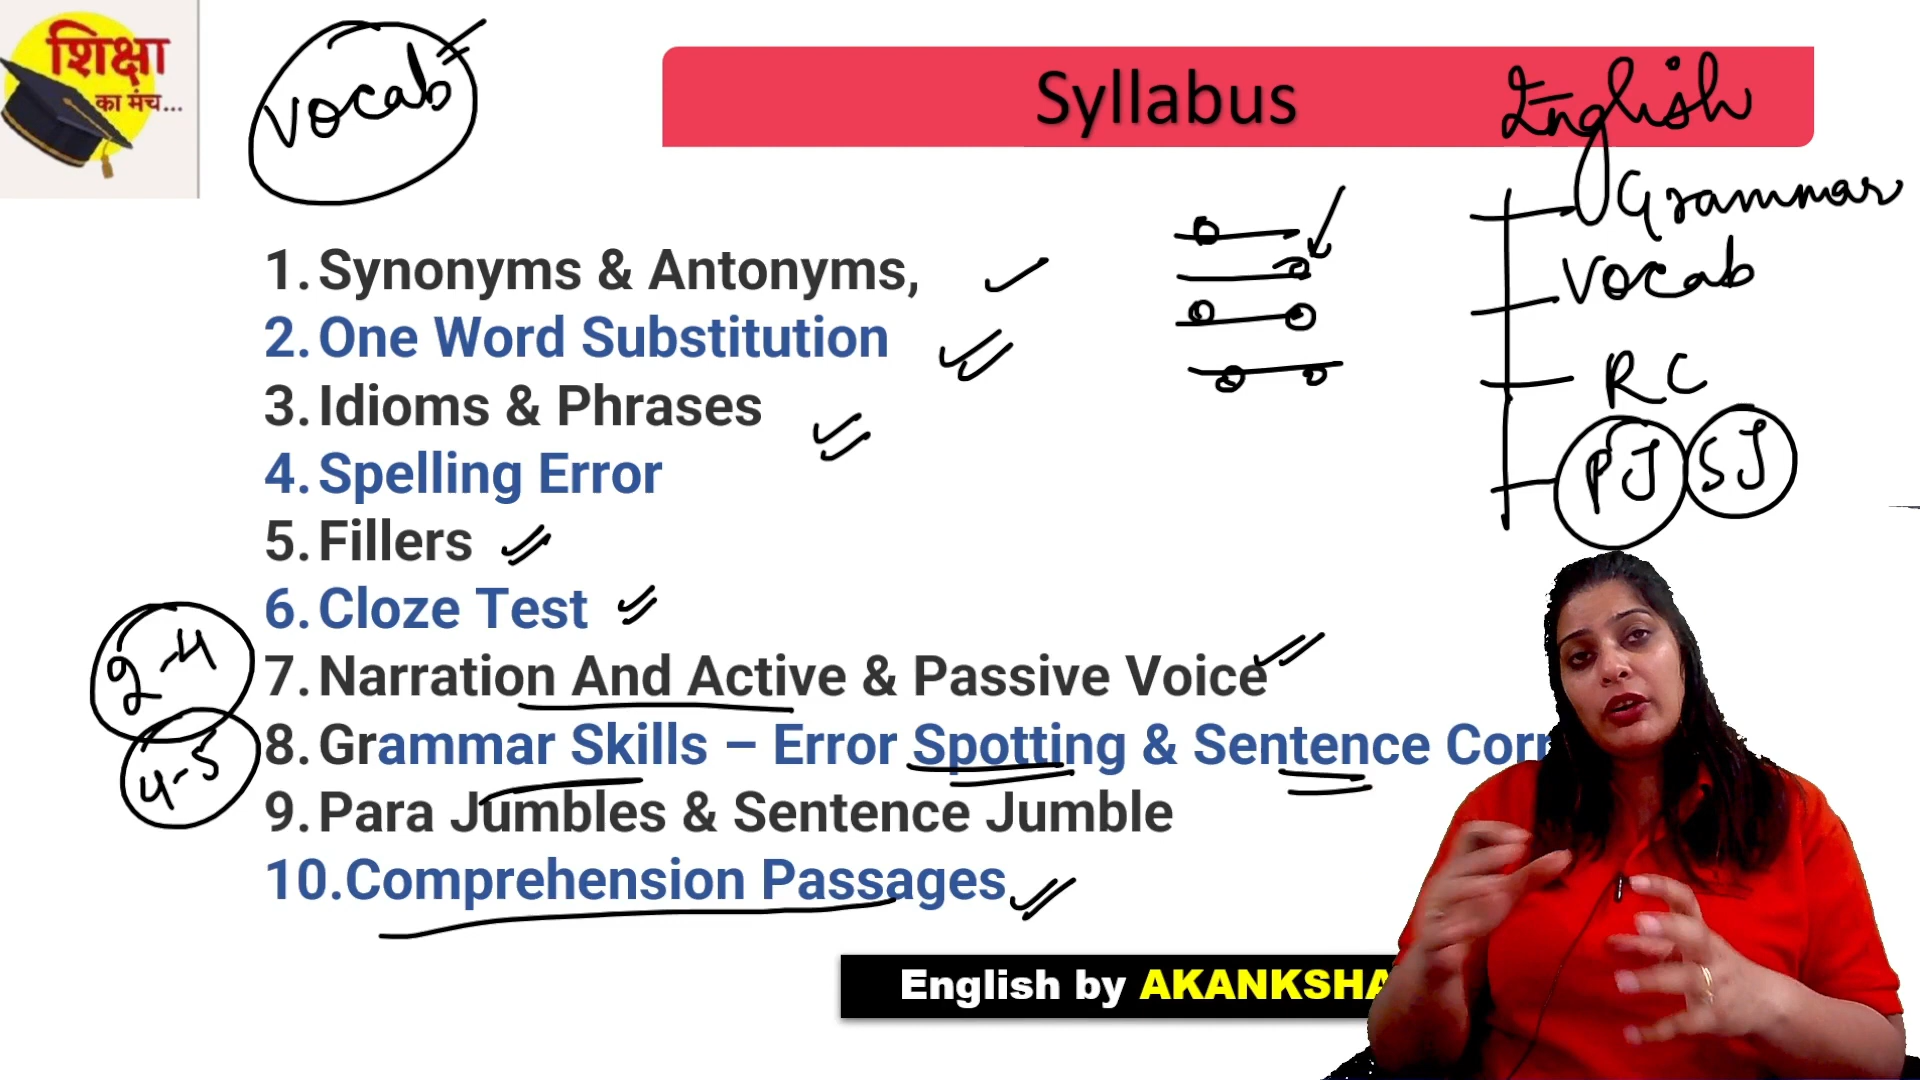 शिक्षा
का मंच...
vocab
Syllabus
English
Grammar
vocab
RC
PJ SJ
1. Synonyms & Antonyms,
2. One Word Substitution
3. Idioms & Phrases
4. Spelling Error
5. Fillers
6. Cloze Test
2-4
7. Narration And Active & Passive Voice
4-5
8. Grammar Skills – Error Spotting & Sentence Corr
9. Para Jumbles & Sentence Jumble
10. Comprehension Passages
English by AKANKSHA